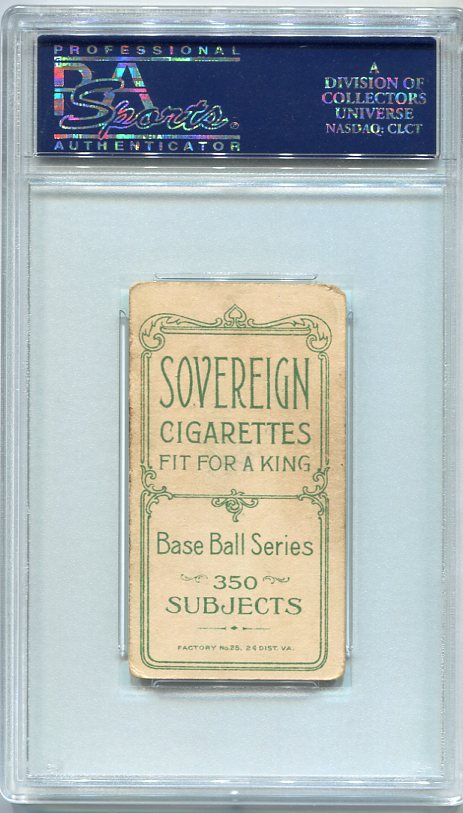 PROFESSIONAL
PSA
Sports
AUTHENTICATOR
A
DIVISION OF
COLLECTORS
UNIVERSE
NASDAQ: CLCT
SOVEREIGN
CIGARETTES
FIT FOR A KING
Base Ball Series
350
SUBJECTS
FACTORY No. 25, 2d DIST. VA.